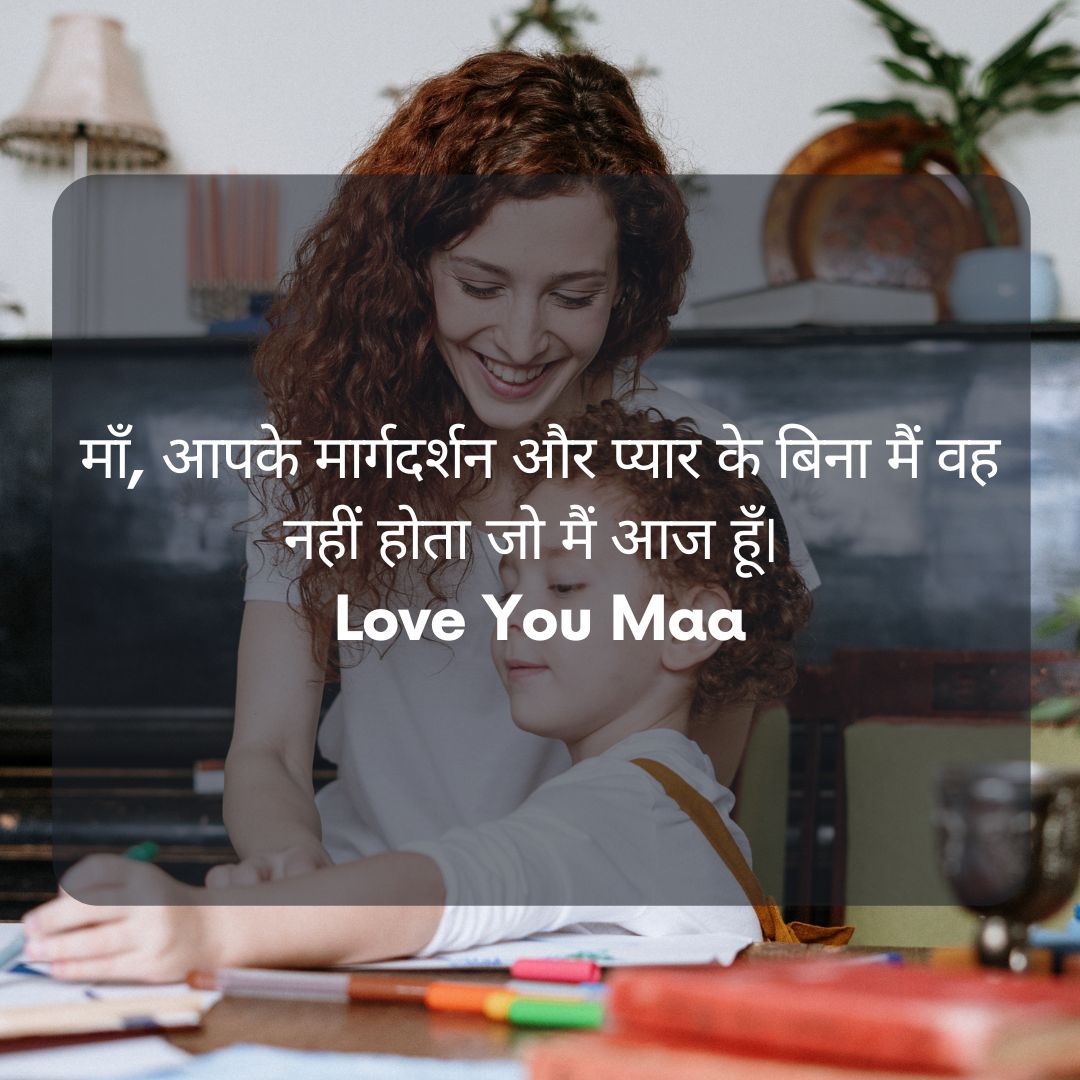 माँ, आपके मार्गदर्शन और प्यार के बिना मैं वह
नहीं होता जो मैं आज हूँ।
Love You Maa